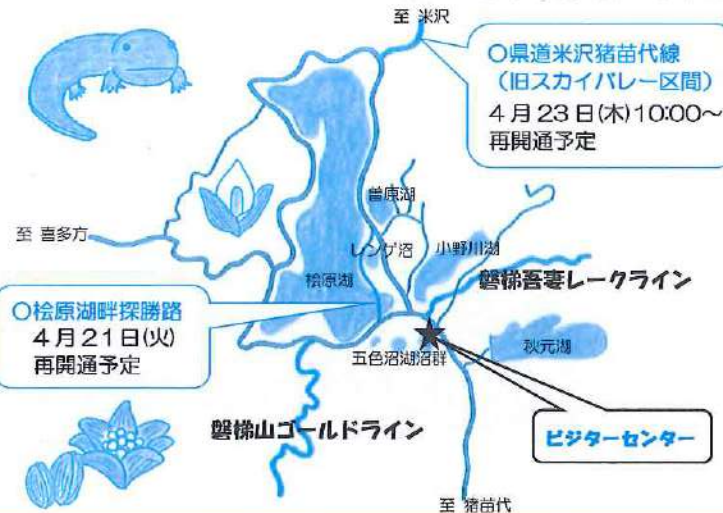 至 米沢
○県道米沢猪苗代線
（旧スカイバレー区間）
4月23日(木)10:00～
再開通予定
曽原湖
至 喜多方
レンゲ沼
小野川湖
桧原湖
磐梯吾妻レークライン
○桧原湖畔探勝路
4月21日(火)
再開通予定
五色沼湖沼群
秋元湖
磐梯山ゴールドライン
ビジターセンター
至 猪苗代